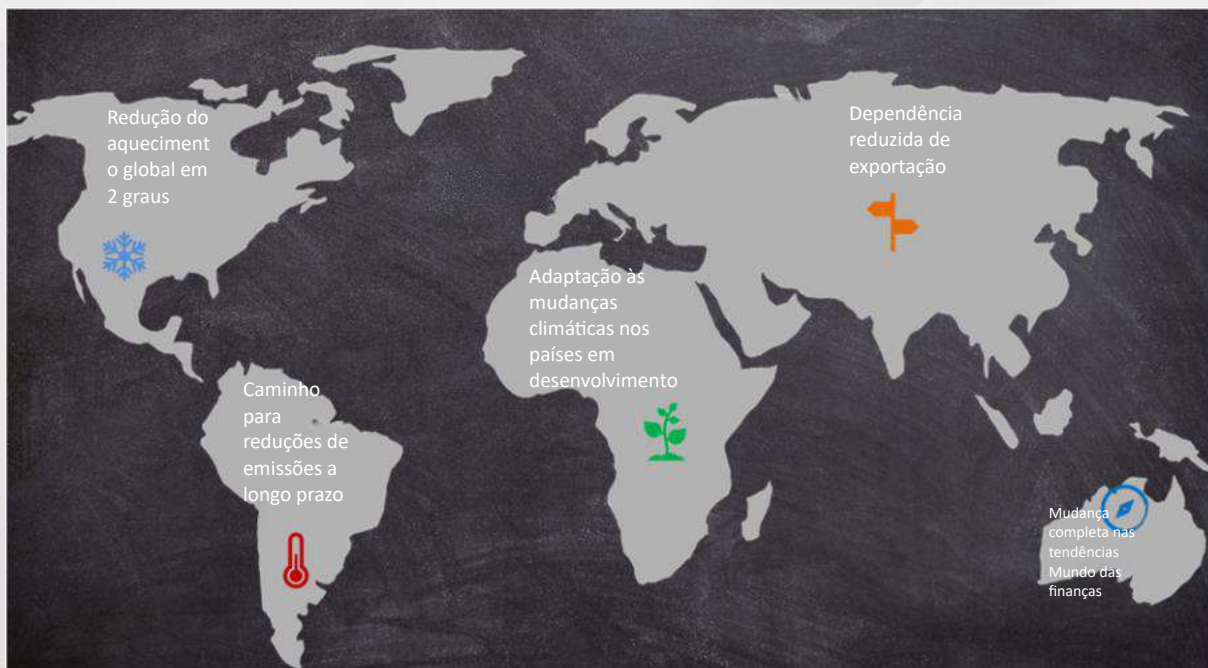 Redução do
aqueciment
o global em
2 graus
Dependência
reduzida de
exportação
Adaptação às
mudanças
climáticas nos
países em
desenvolvimento
Caminho
para
reduções de
emissões a
longo prazo
Mudança
completa nas
tendências
Mundo das
finanças